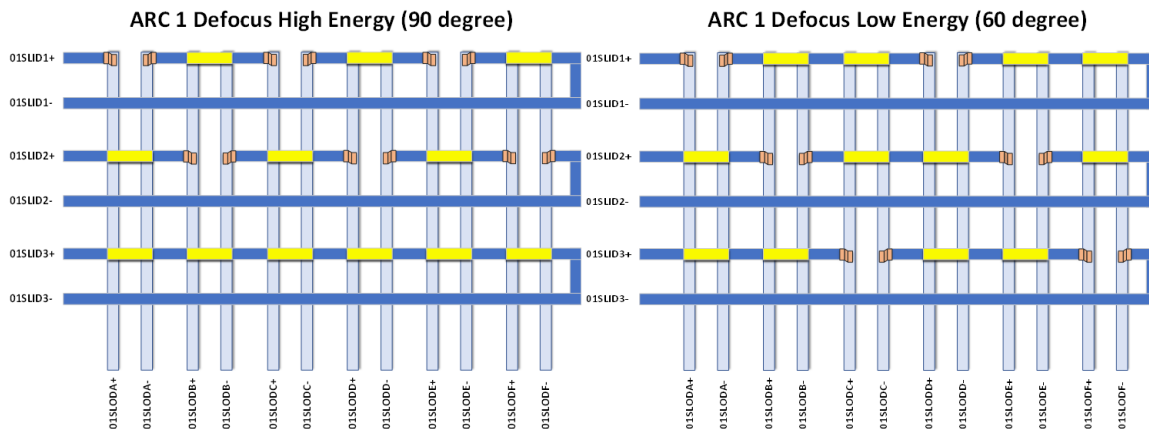 ARC 1 Defocus High Energy (90 degree)
01SLID1+
01SLID1-
01SLID2+
01SLID2-
01SLID3+
01SLID3-
01SLODA+
01SLODA-
01SLODB+
01SLODB-
01SLODC+
01SLODC-
01SLODD+
01SLODD-
01SLODE+
01SLODE-
01SLODF+
01SLODF-
ARC 1 Defocus Low Energy (60 degree)
01SLID1+
01SLID1-
01SLID2+
01SLID2-
01SLID3+
01SLID3-
01SLODA+
01SLODA-
01SLODB+
01SLODB-
01SLODC+
01SLODC-
01SLODD+
01SLODD-
01SLODE+
01SLODE-
01SLODF+
01SLODF-